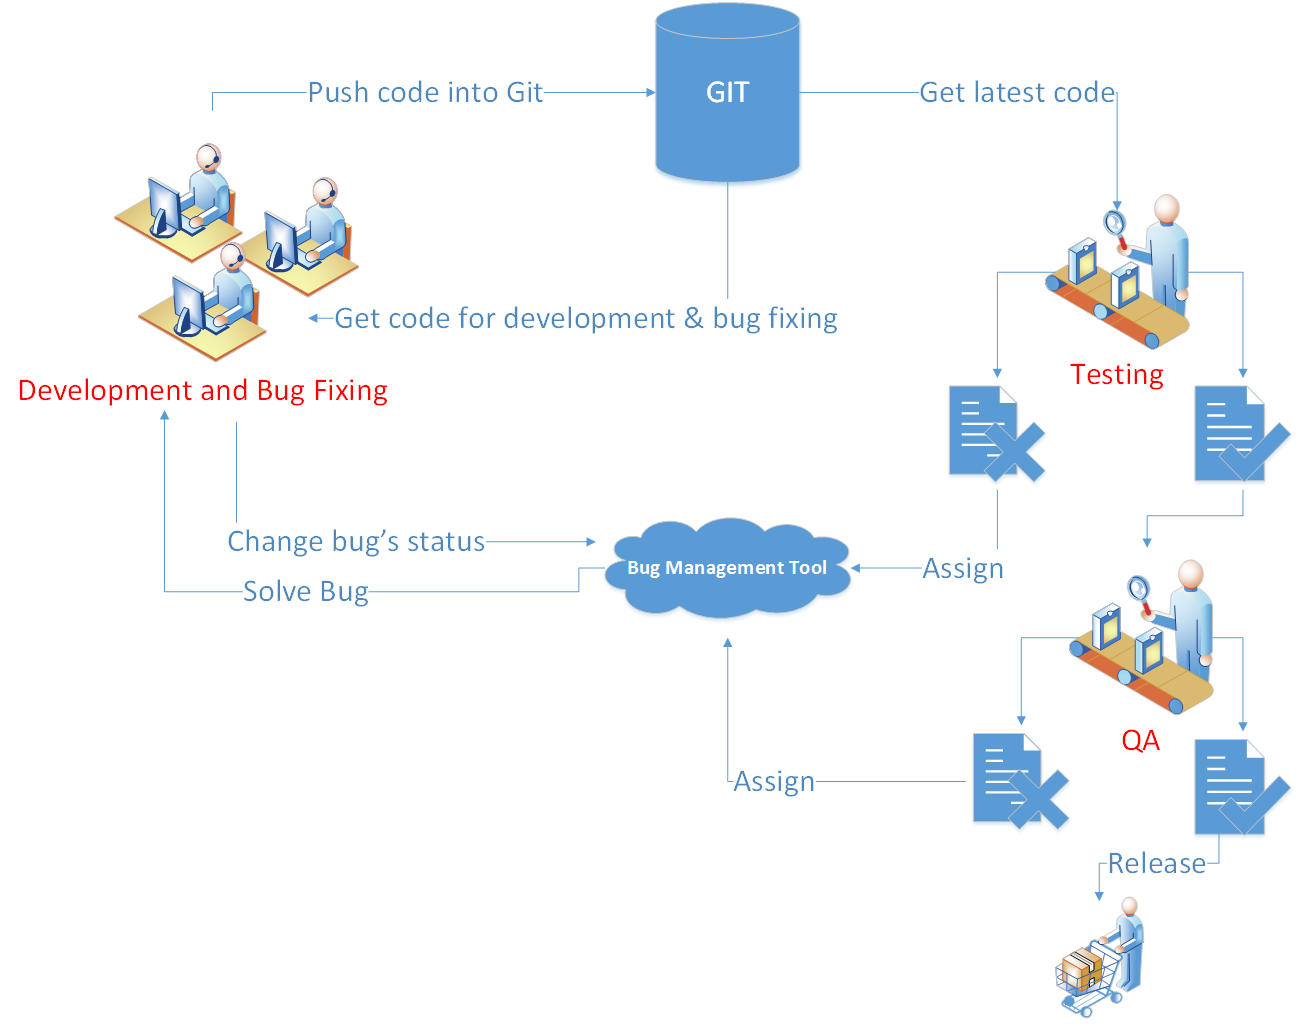 Push code into Git
GIT
Get latest code
Get code for development & bug fixing
Development and Bug Fixing
Testing
Change bug's status
Bug Management Tool
Assign
Solve Bug
QA
Assign
Release